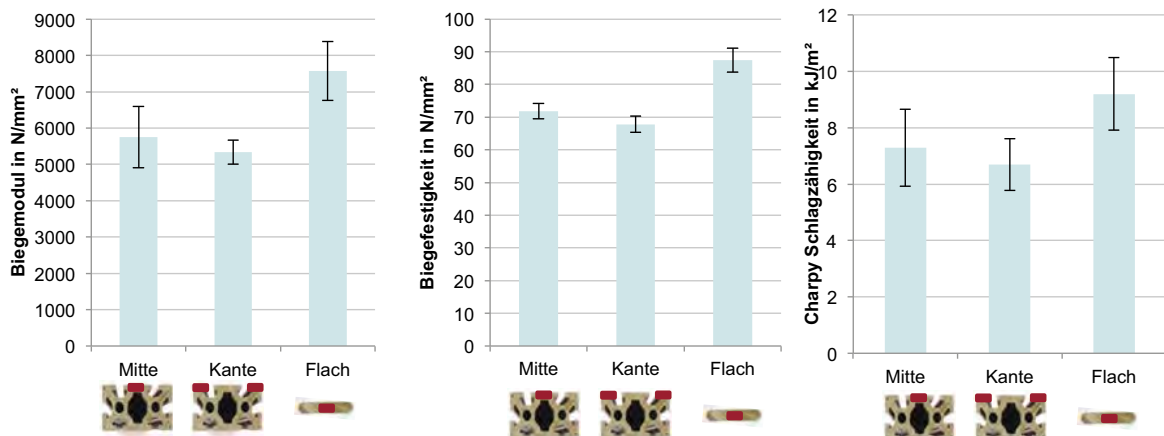 Biegemodul in N/mm²
9000
8000
7000
6000
5000
4000
3000
2000
1000
0
Mitte
Kante
Flach
Biegefestigkeit in N/mm²
100
90
80
70
60
50
40
30
20
10
0
Mitte
Kante
Flach
Charpy Schlagzähigkeit in kJ/m²
12
10
8
6
4
2
0
Mitte
Kante
Flach